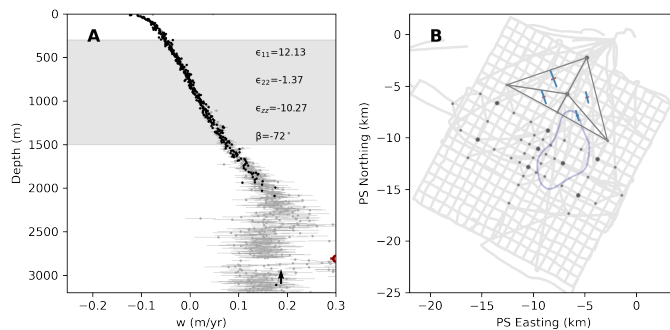 A
B
ϵ11=12.13
ϵ22=-1.37
ϵzz=-10.27
β=-72°
0
500
1000
1500
2000
2500
3000
Depth (m)
−0.2
−0.1
0.0
0.1
0.2
0.3
w (m/yr)
0
−5
−10
−15
−20
−25
PS Northing (km)
−20
−15
−10
−5
0
PS Easting (km)